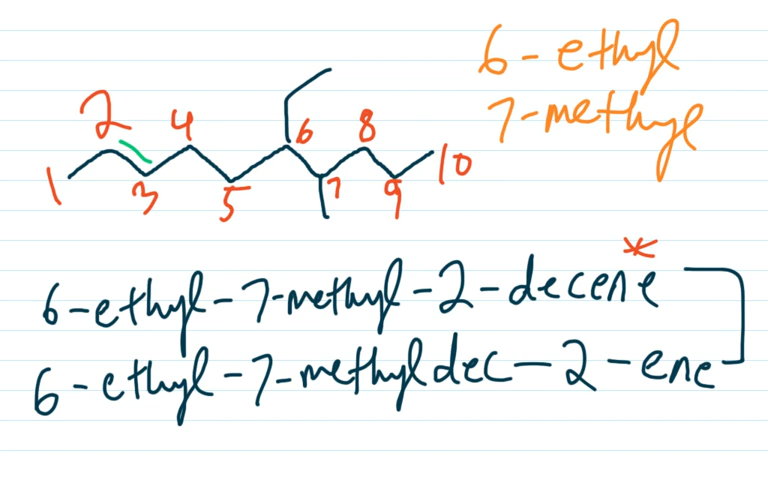 6-ethyl
7-methyl
2 4 6 8
1 3 5 7 9 10
*
6-ethyl-7-methyl-2-decene
6-ethyl-7-methyldec-2-ene